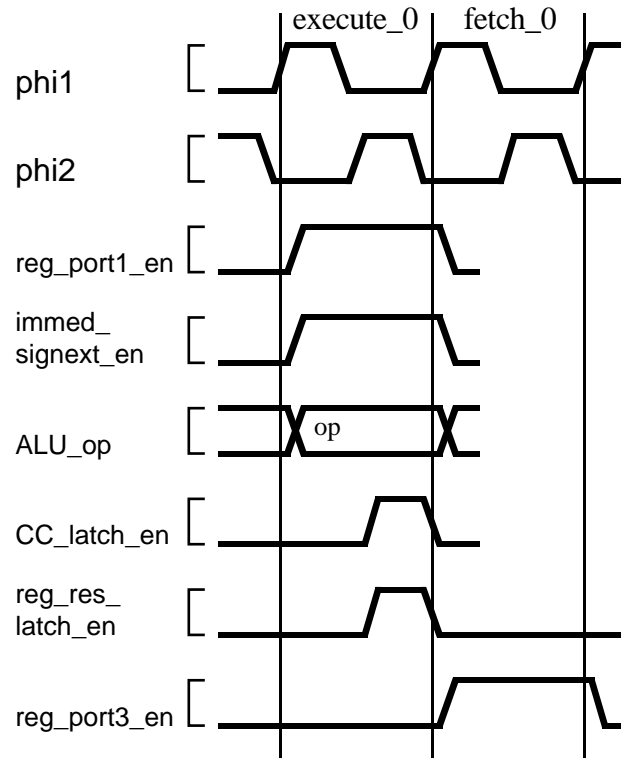 execute_0 fetch_0
phi1
phi2
reg_port1_en
immed_
signext_en
ALU_op
op
CC_latch_en
reg_res_
latch_en
reg_port3_en